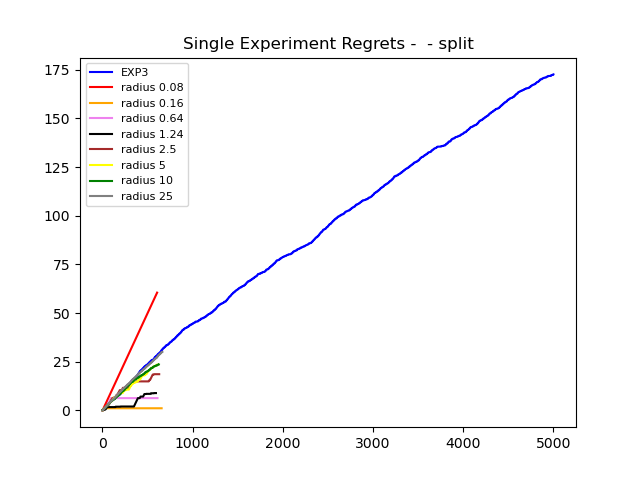 Single Experiment Regrets -  - split
EXP3
radius 0.08
radius 0.16
radius 0.64
radius 1.24
radius 2.5
radius 5
radius 10
radius 25
175
150
125
100
75
50
25
0
0 1000 2000 3000 4000 5000